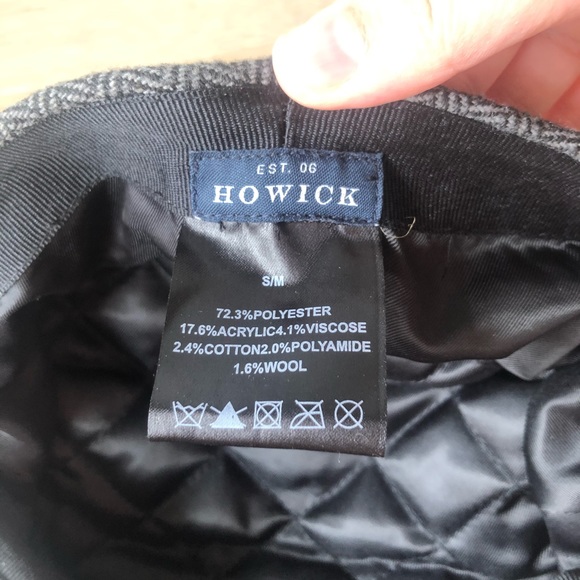 EST. 06
HOWICK
S/M
72.3%POLYESTER
17.6%ACRYLIC4.1%VISCOSE
2.4%COTTON2.0%POLYAMIDE
1.6%WOOL